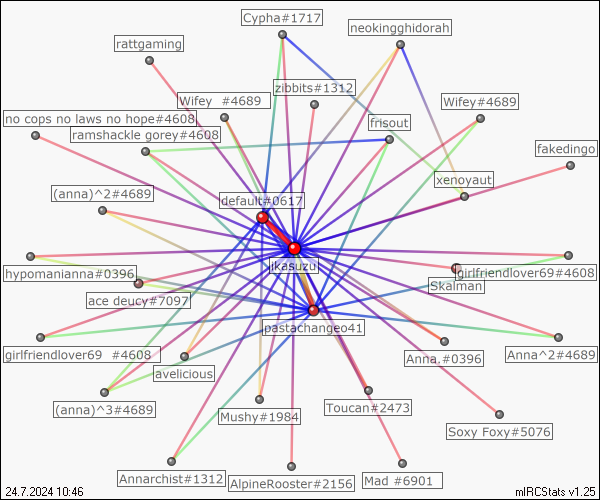 Cypha#1717
neokingghidorah
rattgaming
zibbits#1312
Wifey #4689
Wifey#4689
no cops no laws no hope#4608
frisout
ramshackle gorey#4608
fakedingo
xenoyaut
(anna)^2#4689
default#0617
jikasuzu
hypomanianna#0396
girlfriendlover69#4608
Skalman
ace deucy#7097
pastachangeo41
girlfriendlover69 #4608
Anna,#0396
Anna^2#4689
avelicious
(anna)^3#4689
Mushy#1984
Toucan#2473
Soxy Foxy#5076
Annarchist#1312
AlpineRooster#2156
Mad #6901
24.7.2024 10:46
mIRCStats v1.25